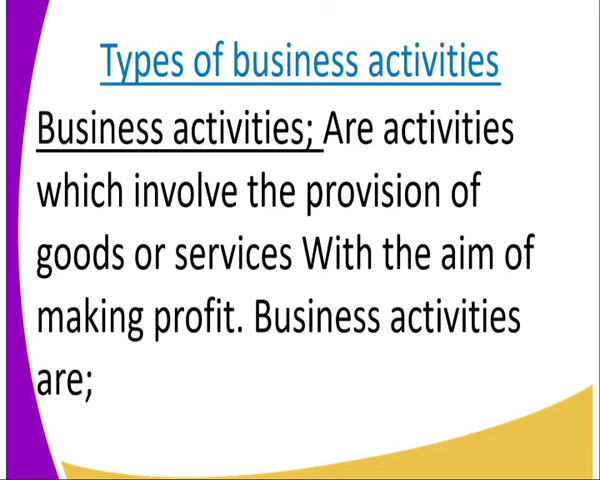 Types of business activities
Business activities; Are activities
which involve the provision of
goods or services With the aim of
making profit. Business activities
are;